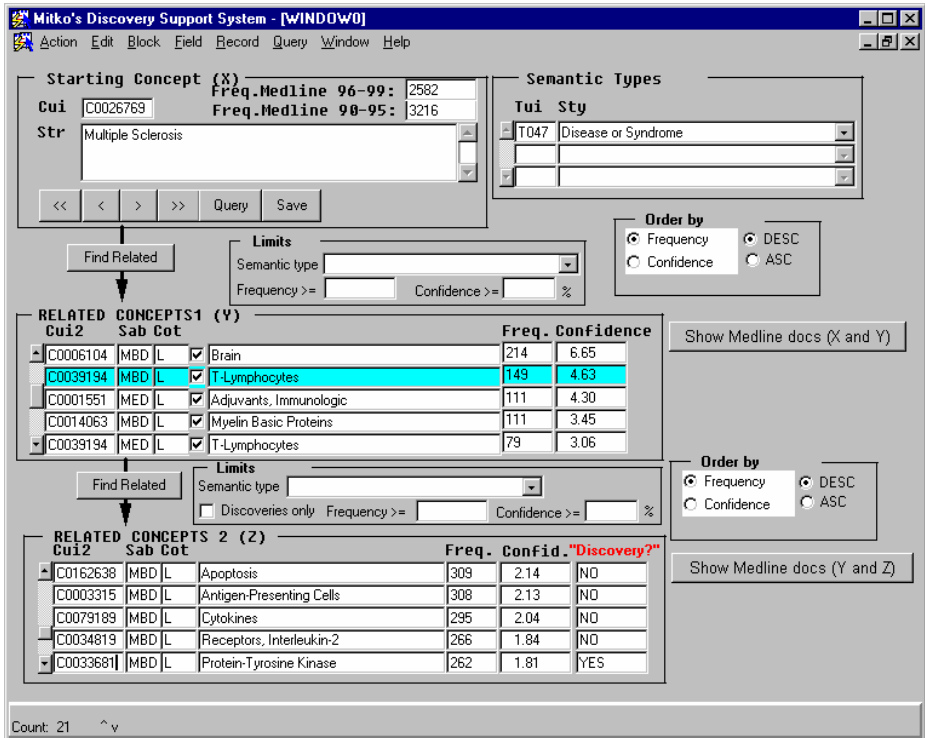 Mitko's Discovery Support System - [WINDOW0]
Action Edit Block Field Record Query Window Help
Starting Concept (X)
Freq.Medline 96-99: 2582
Cui C0026769 Freq.Medline 90-95: 3216
Str Multiple Sclerosis
<< < > >> Query Save
Semantic Types
Tui Sty
T047 Disease or Syndrome
Find Related
Limits
Semantic type
Frequency >= Confidence >= %
Order by
Frequency DESC
Confidence ASC
RELATED CONCEPTS1 (Y)
Cui2 Sab Cot Freq. Confidence
C0006104 MBD L Brain 214 6.65
C0039194 MBD L T-Lymphocytes 149 4.63
C0001551 MED L Adjuvants, Immunologic 111 4.30
C0014063 MBD L Myelin Basic Proteins 111 3.45
C0039194 MED L T-Lymphocytes 79 3.06
Show Medline docs (X and Y)
Find Related
Limits
Semantic type
Discoveries only Frequency >= Confidence >= %
Order by
Frequency DESC
Confidence ASC
RELATED CONCEPTS 2 (Z)
Cui2 Sab Cot Freq. Confid. "Discovery?"
C0162638 MBD L Apoptosis 309 2.14 NO
C0003315 MBD L Antigen-Presenting Cells 308 2.13 NO
C0079189 MBD L Cytokines 295 2.04 NO
C0034819 MBD L Receptors, Interleukin-2 266 1.84 NO
C0033681 MBD L Protein-Tyrosine Kinase 262 1.81 YES
Show Medline docs (Y and Z)
Count: 21 ^ v